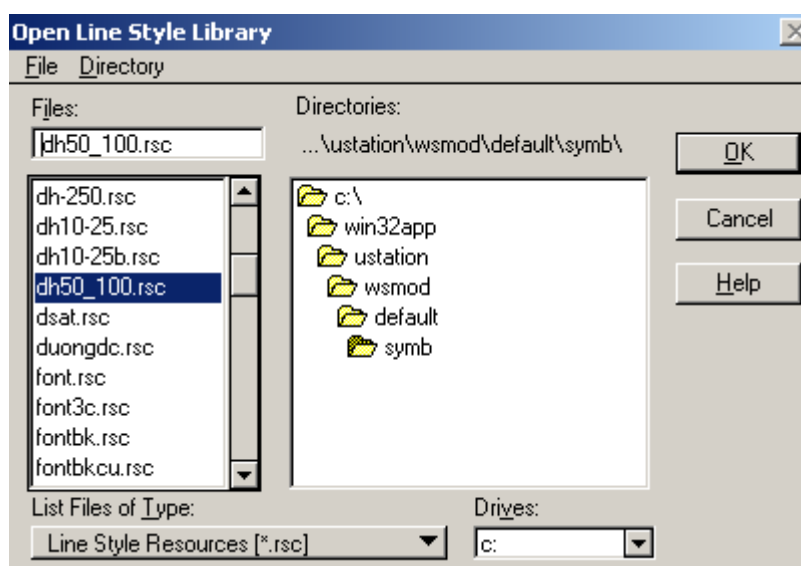 Open Line Style Library
File Directory
Files:
dh50_100.rsc
dh-250.rsc
dh10-25.rsc
dh10-25b.rsc
dh50_100.rsc
dsat.rsc
duongdc.rsc
font.rsc
font3c.rsc
fontbk.rsc
fontbkcu.rsc
List Files of Type:
Line Style Resources [*.rsc]
Directories:
...\ustation\wsmod\default\symb\
c:\
win32app
ustation
wsmod
default
symb
Drives:
c:
OK
Cancel
Help